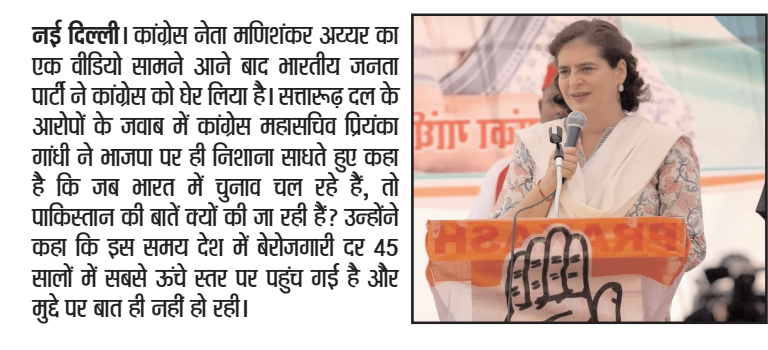 नई दिल्ली। कांग्रेस नेता मणिशंकर अय्यर का
एक वीडियो सामने आने बाद भारतीय जनता
पार्टी ने कांग्रेस को घेर लिया है। सत्तारूढ़ दल के
आरोपों के जवाब में कांग्रेस महासचिव प्रियंका
गांधी ने भाजपा पर ही निशाना साधते हुए कहा
है कि जब भारत में चुनाव चल रहे हैं, तो
पाकिस्तान की बातें क्यों की जा रही हैं? उन्होंने
कहा कि इस समय देश में बेरोजगारी दर 45
सालों में सबसे ऊंचे स्तर पर पहुंच गई है और
मुद्दे पर बात ही नहीं हो रही।